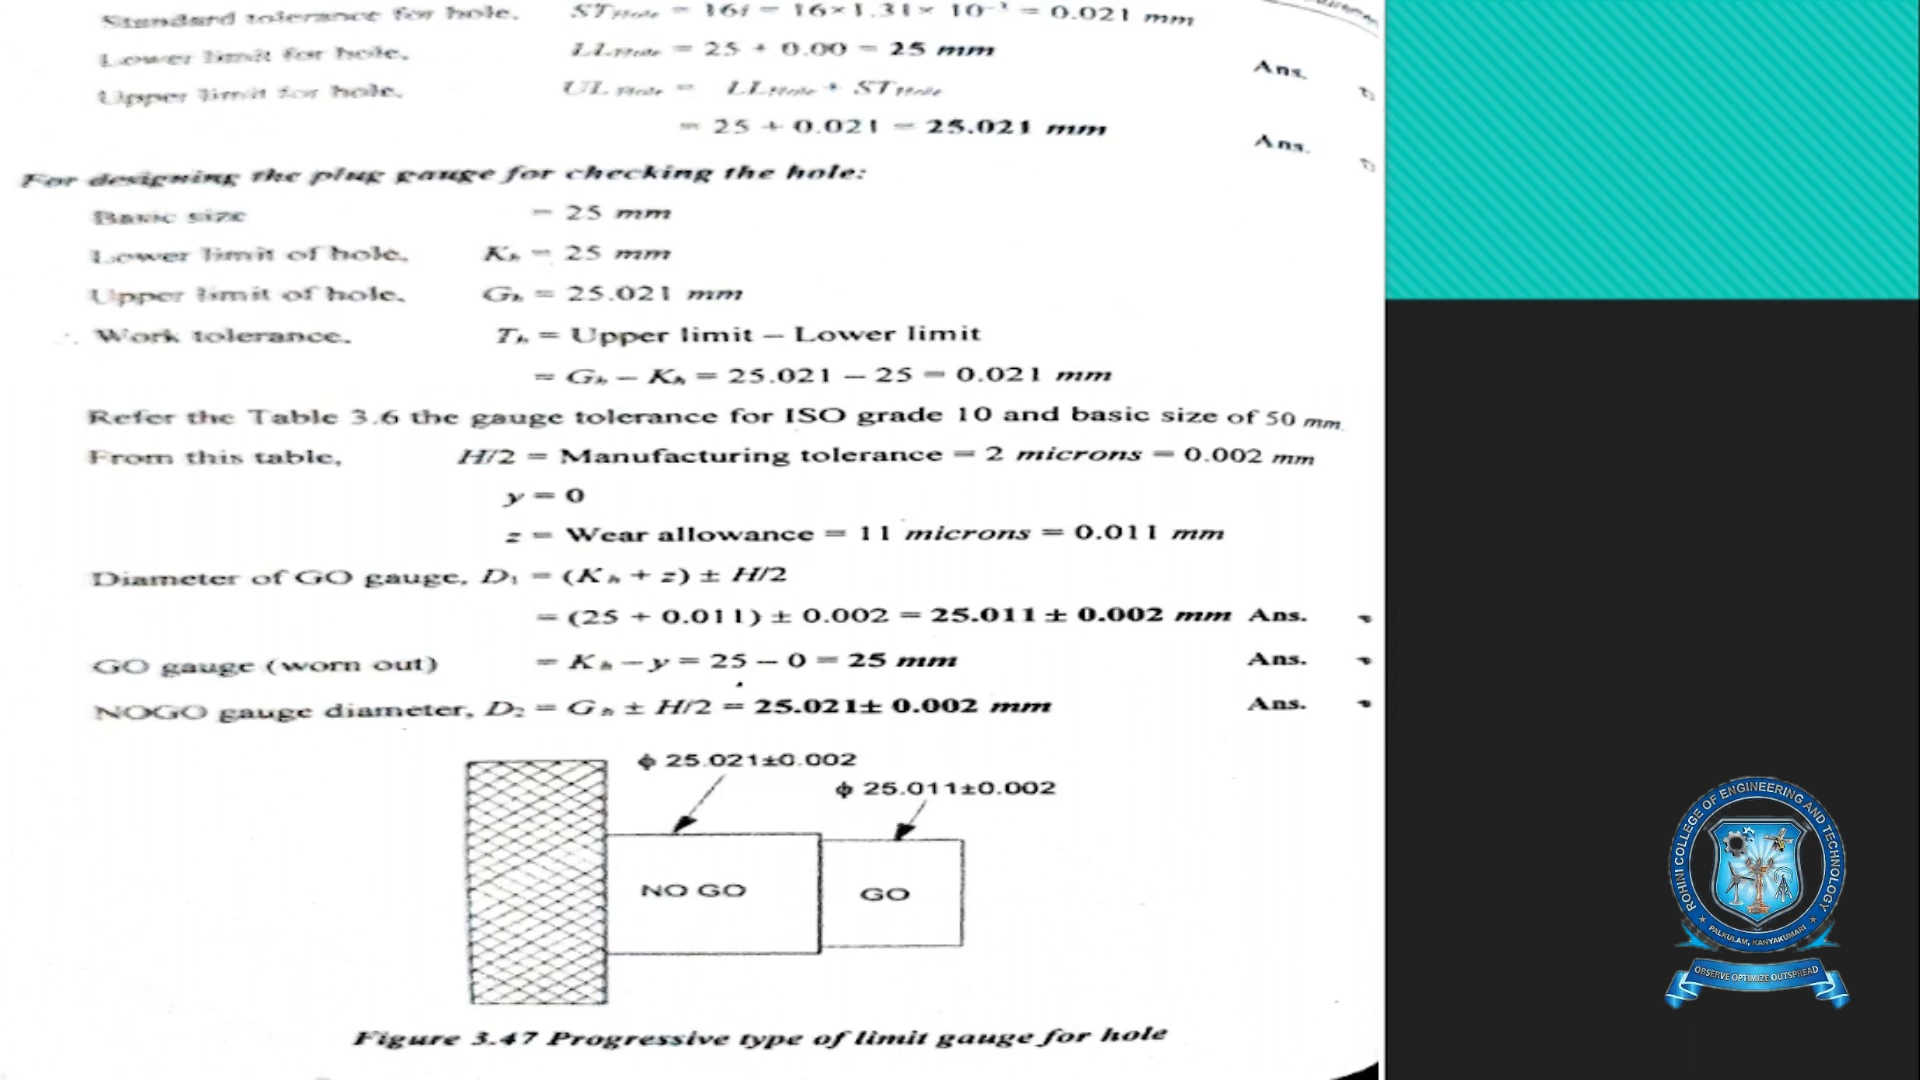 Standard tolerance for hole, ST Hole = 16i = 16×1.31× 10⁻³ = 0.021 mm
Lower limit for hole, LL Hole = 25 + 0.00 = 25 mm Ans.
Upper limit for hole, UL Hole = LL Hole + ST Hole
= 25 + 0.021 = 25.021 mm Ans.
For designing the plug gauge for checking the hole:
Basic size = 25 mm
Lower limit of hole, Kₕ = 25 mm
Upper limit of hole, Gₕ = 25.021 mm
∴ Work tolerance, Tₕ = Upper limit – Lower limit
= Gₕ – Kₕ = 25.021 – 25 = 0.021 mm
Refer the Table 3.6 the gauge tolerance for ISO grade 10 and basic size of 50 mm
From this table, H/2 = Manufacturing tolerance = 2 microns = 0.002 mm
y = 0
z = Wear allowance = 11 microns = 0.011 mm
Diameter of GO gauge, D₁ = (Kₕ + z) ± H/2
= (25 + 0.011) ± 0.002 = 25.011 ± 0.002 mm Ans.
GO gauge (worn out) = Kₕ – y = 25 – 0 = 25 mm Ans.
NOGO gauge diameter, D₂ = Gₕ ± H/2 = 25.021± 0.002 mm Ans.
ϕ 25.021±0.002
ϕ 25.011±0.002
NO GO
GO
Figure 3.47 Progressive type of limit gauge for hole
ROHINI COLLEGE OF ENGINEERING AND TECHNOLOGY
PALKULAM, KANYAKUMARI
OBSERVE OPTIMIZE OUTSPREAD